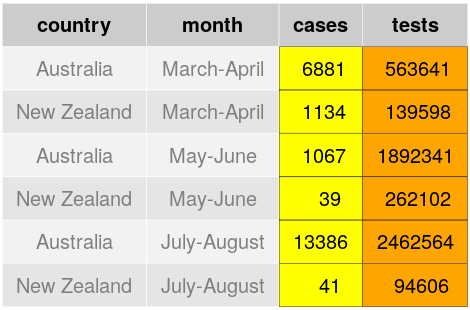 country month cases tests
Australia March-April 6881 563641
New Zealand March-April 1134 139598
Australia May-June 1067 1892341
New Zealand May-June 39 262102
Australia July-August 13386 2462564
New Zealand July-August 41 94606